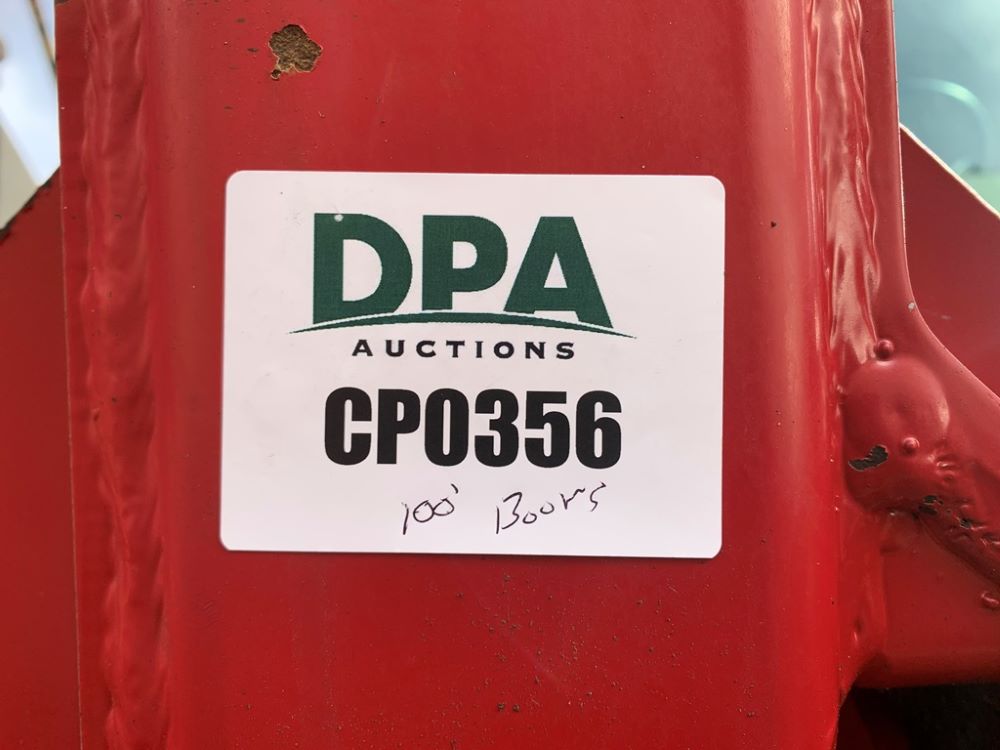 DPA
AUCTIONS
CP0356
100' Booms